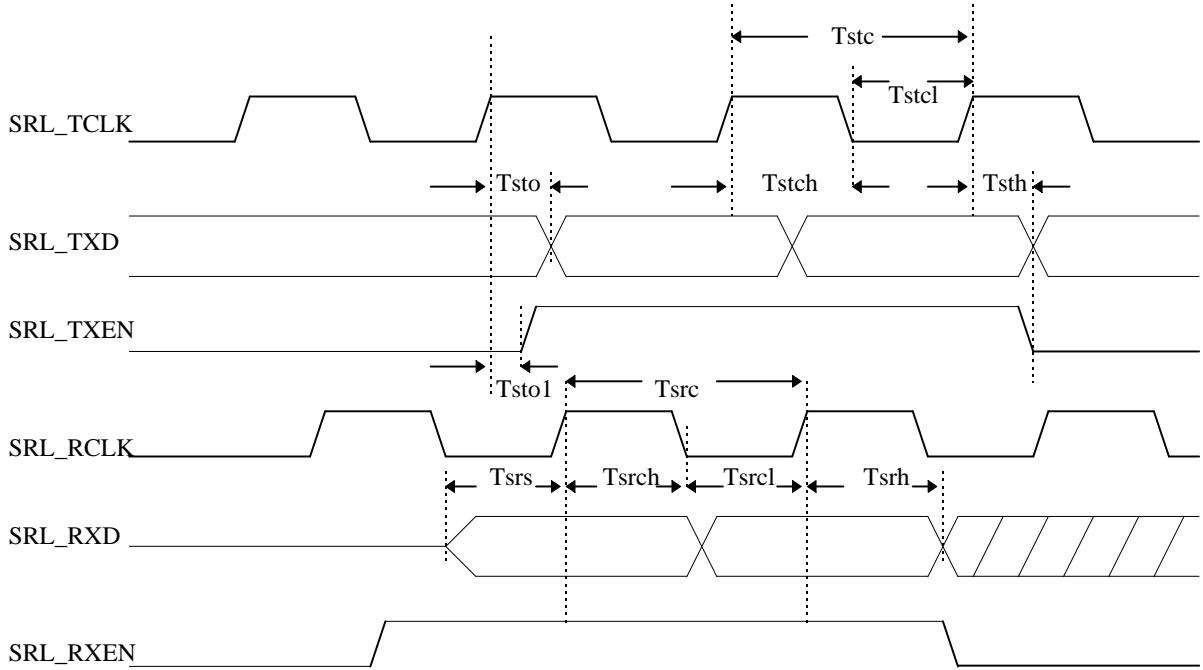 Tstc
Tstcl
SRL_TCLK
Tsto
Tstch
Tsth
SRL_TXD
SRL_TXEN
Tsto1
Tsrc
SRL_RCLK
Tsrs
Tsrch
Tsrcl
Tsrh
SRL_RXD
SRL_RXEN